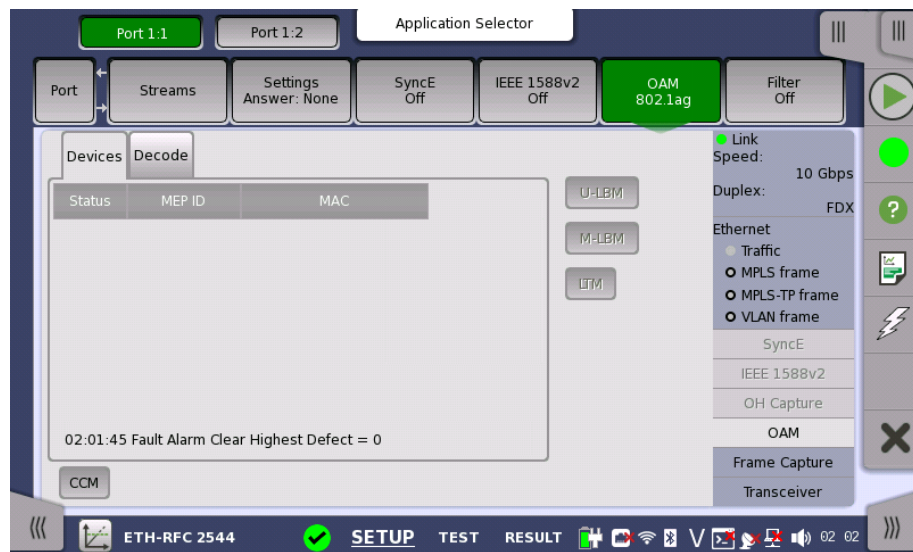 Application Selector
Port 1:1
Port 1:2
Port
Streams
Settings
Answer: None
SyncE
Off
IEEE 1588v2
Off
OAM
802.1ag
Filter
Off
Devices
Decode
Status
MEP ID
MAC
U-LBM
M-LBM
LTM
02:01:45 Fault Alarm Clear Highest Defect = 0
CCM
Link
Speed:
10 Gbps
Duplex:
FDX
Ethernet
Traffic
MPLS frame
MPLS-TP frame
VLAN frame
SyncE
IEEE 1588v2
OH Capture
OAM
Frame Capture
Transceiver
ETH-RFC 2544
SETUP
TEST
RESULT
V
02 02